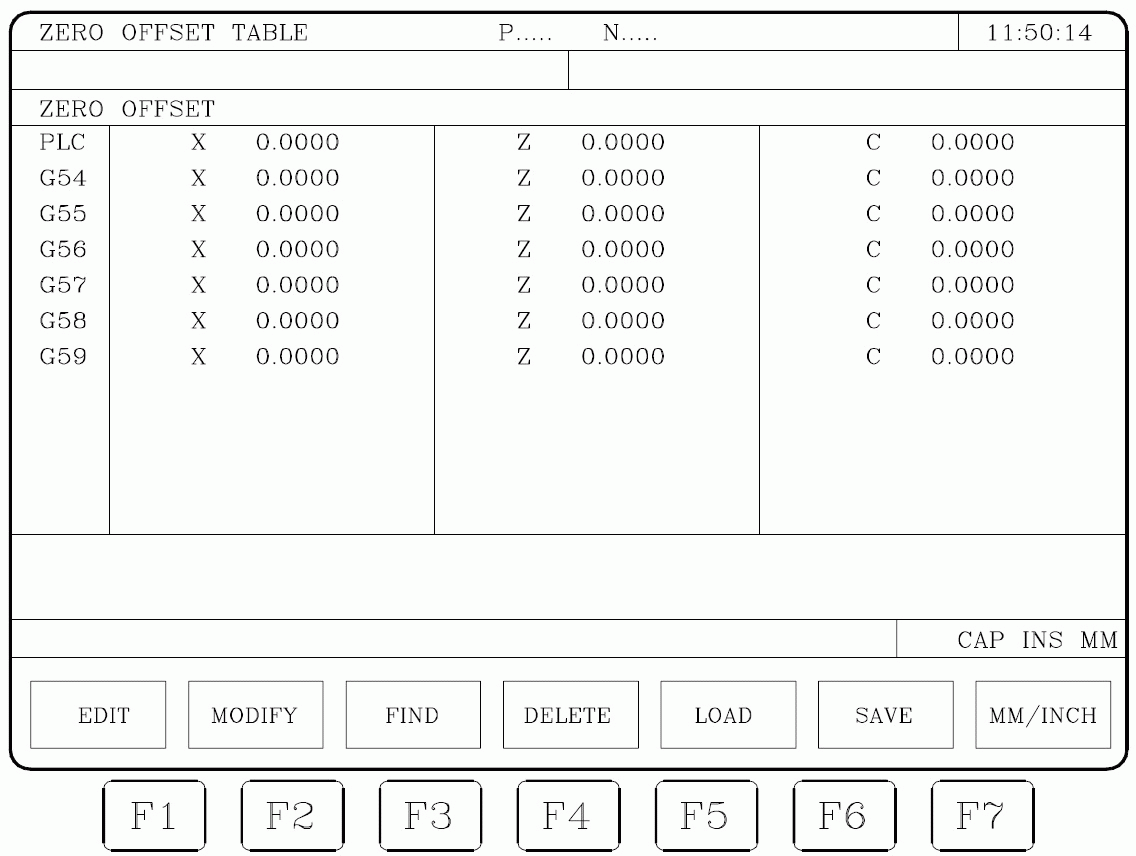 ZERO OFFSET TABLE P..... N..... 11:50:14
ZERO OFFSET
PLC X 0.0000 Z 0.0000 C 0.0000
G54 X 0.0000 Z 0.0000 C 0.0000
G55 X 0.0000 Z 0.0000 C 0.0000
G56 X 0.0000 Z 0.0000 C 0.0000
G57 X 0.0000 Z 0.0000 C 0.0000
G58 X 0.0000 Z 0.0000 C 0.0000
G59 X 0.0000 Z 0.0000 C 0.0000
CAP INS MM
EDIT MODIFY FIND DELETE LOAD SAVE MM/INCH
F1 F2 F3 F4 F5 F6 F7